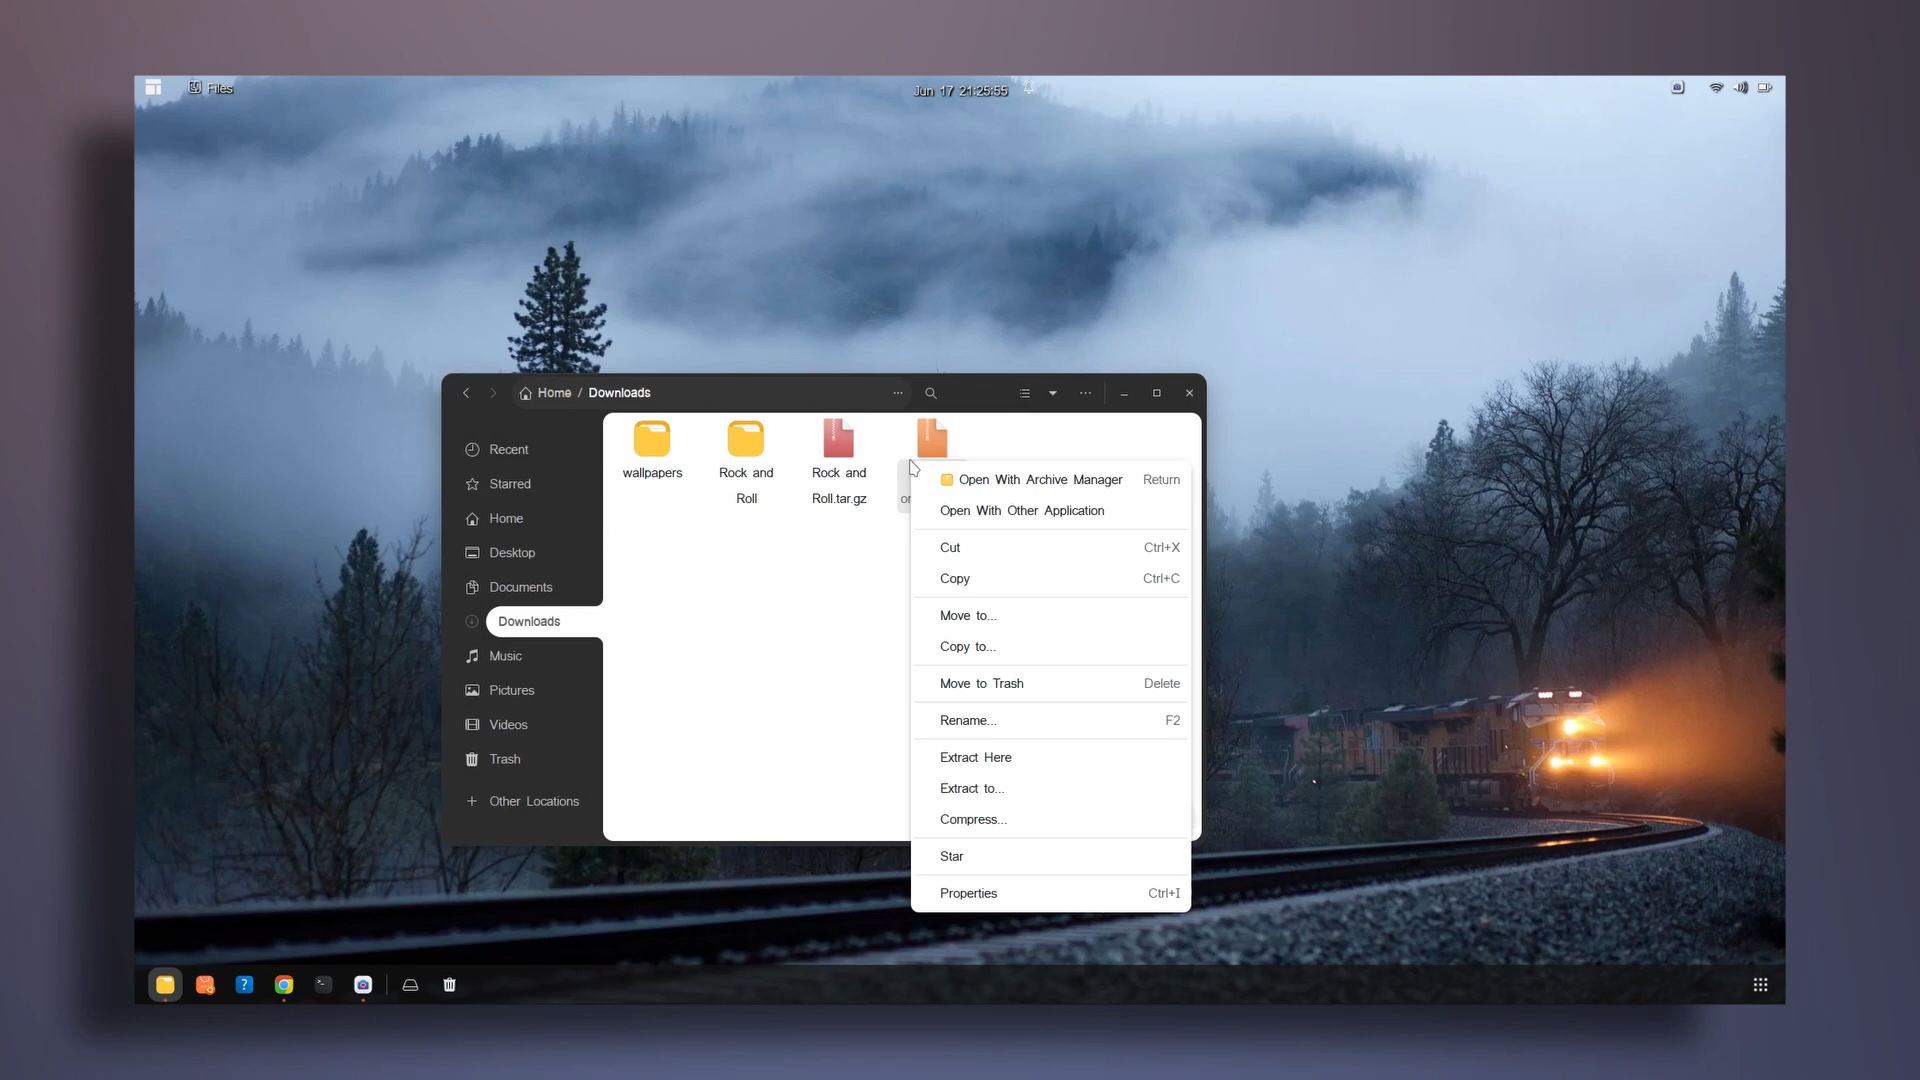 Files
Jun 17 21:25:55
Home / Downloads
Recent
Starred
Home
Desktop
Documents
Downloads
Music
Pictures
Videos
Trash
Other Locations
wallpapers
Rock and
Roll
Rock and
Roll.tar.gz
Open With Archive Manager Return
Open With Other Application
Cut Ctrl+X
Copy Ctrl+C
Move to...
Copy to...
Move to Trash Delete
Rename... F2
Extract Here
Extract to...
Compress...
Star
Properties Ctrl+I